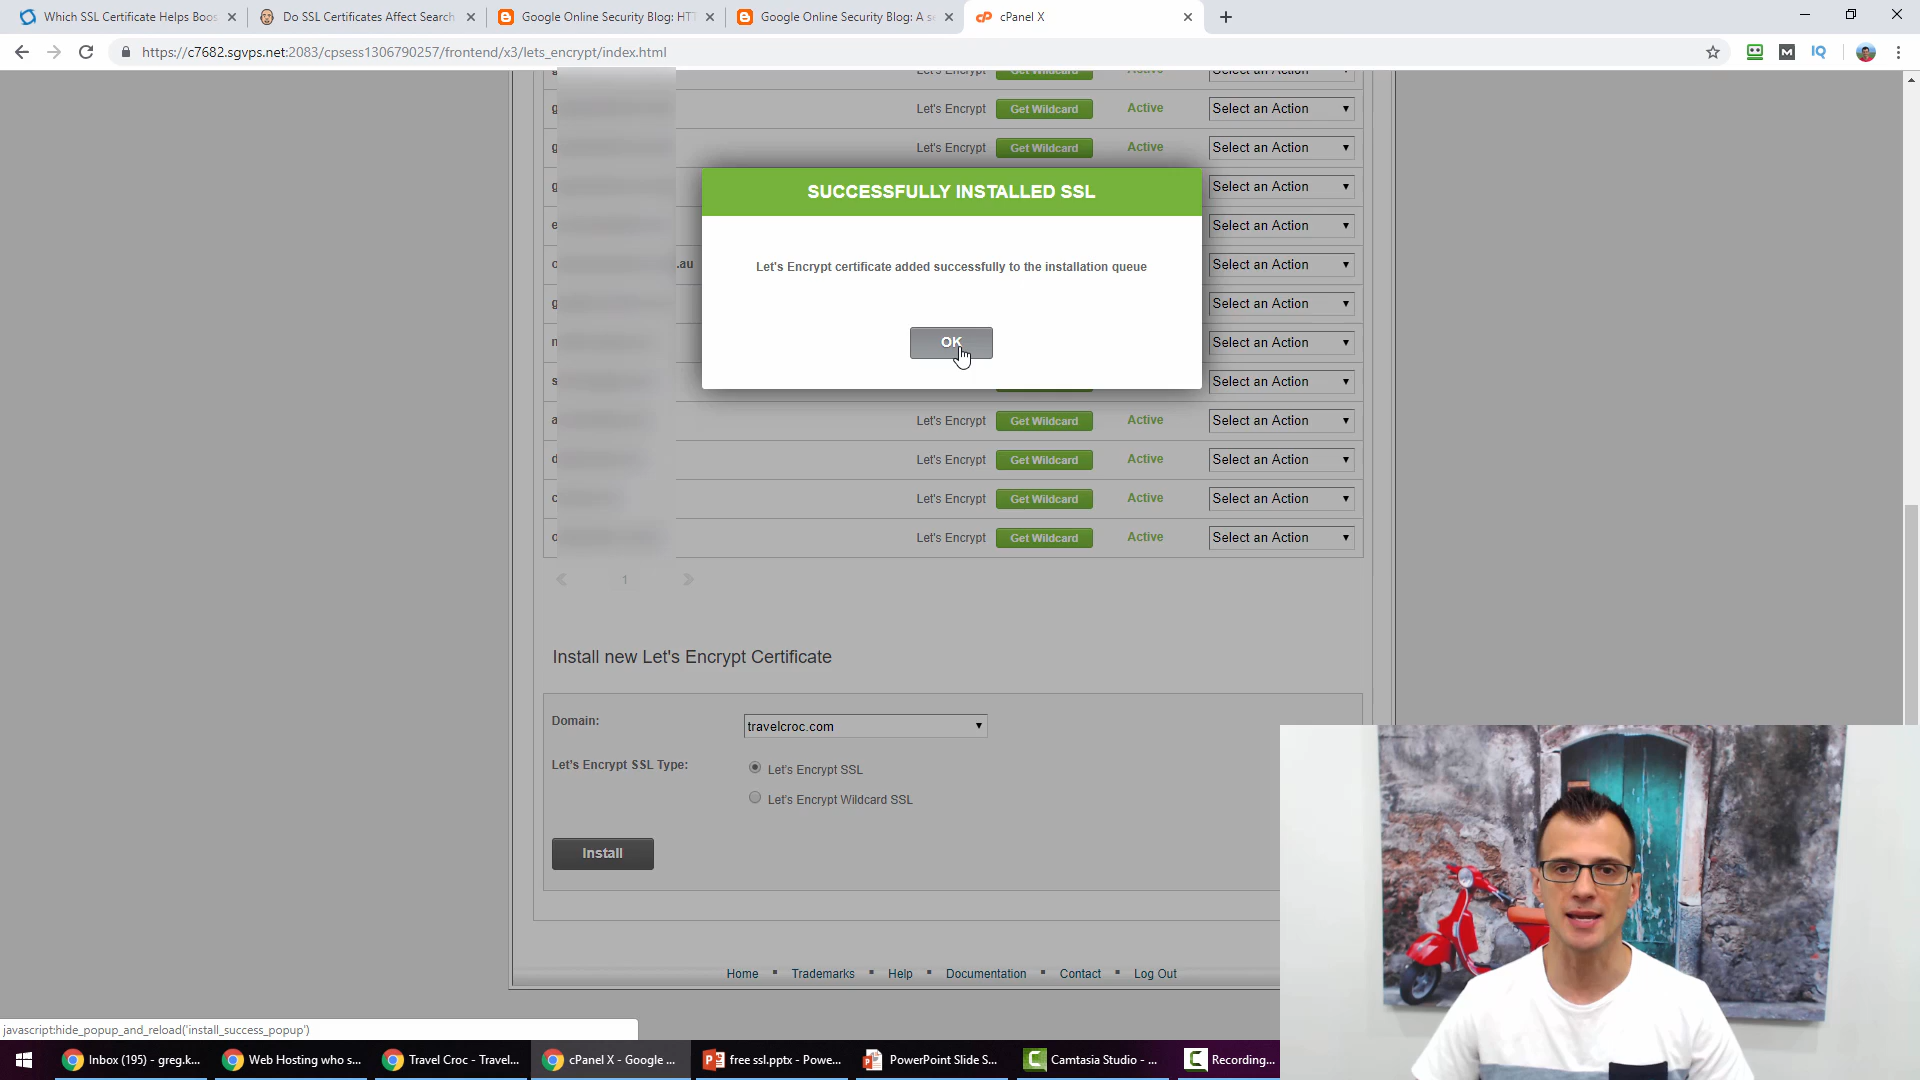 Which SSL Certificate Helps Boos
Do SSL Certificates Affect Search
Google Online Security Blog: HTT
Google Online Security Blog: A se
cPanel X
https://c7682.sgvps.net:2083/cpsess1306790257/frontend/x3/lets_encrypt/index.html
Let's Encrypt Get Wildcard Active Select an Action
Let's Encrypt Get Wildcard Active Select an Action
SUCCESSFULLY INSTALLED SSL
Select an Action
Select an Action
.au Select an Action
Let's Encrypt certificate added successfully to the installation queue
Select an Action
OK
Select an Action
Select an Action
Let's Encrypt Get Wildcard Active Select an Action
Let's Encrypt Get Wildcard Active Select an Action
Let's Encrypt Get Wildcard Active Select an Action
Let's Encrypt Get Wildcard Active Select an Action
1
Install new Let's Encrypt Certificate
Domain: travelcroc.com
Let's Encrypt SSL Type: Let's Encrypt SSL
Let's Encrypt Wildcard SSL
Install
Home ▪ Trademarks ▪ Help ▪ Documentation ▪ Contact ▪ Log Out
javascript:hide_popup_and_reload('install_success_popup')
Inbox (195) - greg.k...
Web Hosting who s...
Travel Croc - Travel...
cPanel X - Google ...
free ssl.pptx - Powe...
PowerPoint Slide S...
Camtasia Studio - ...
Recording...